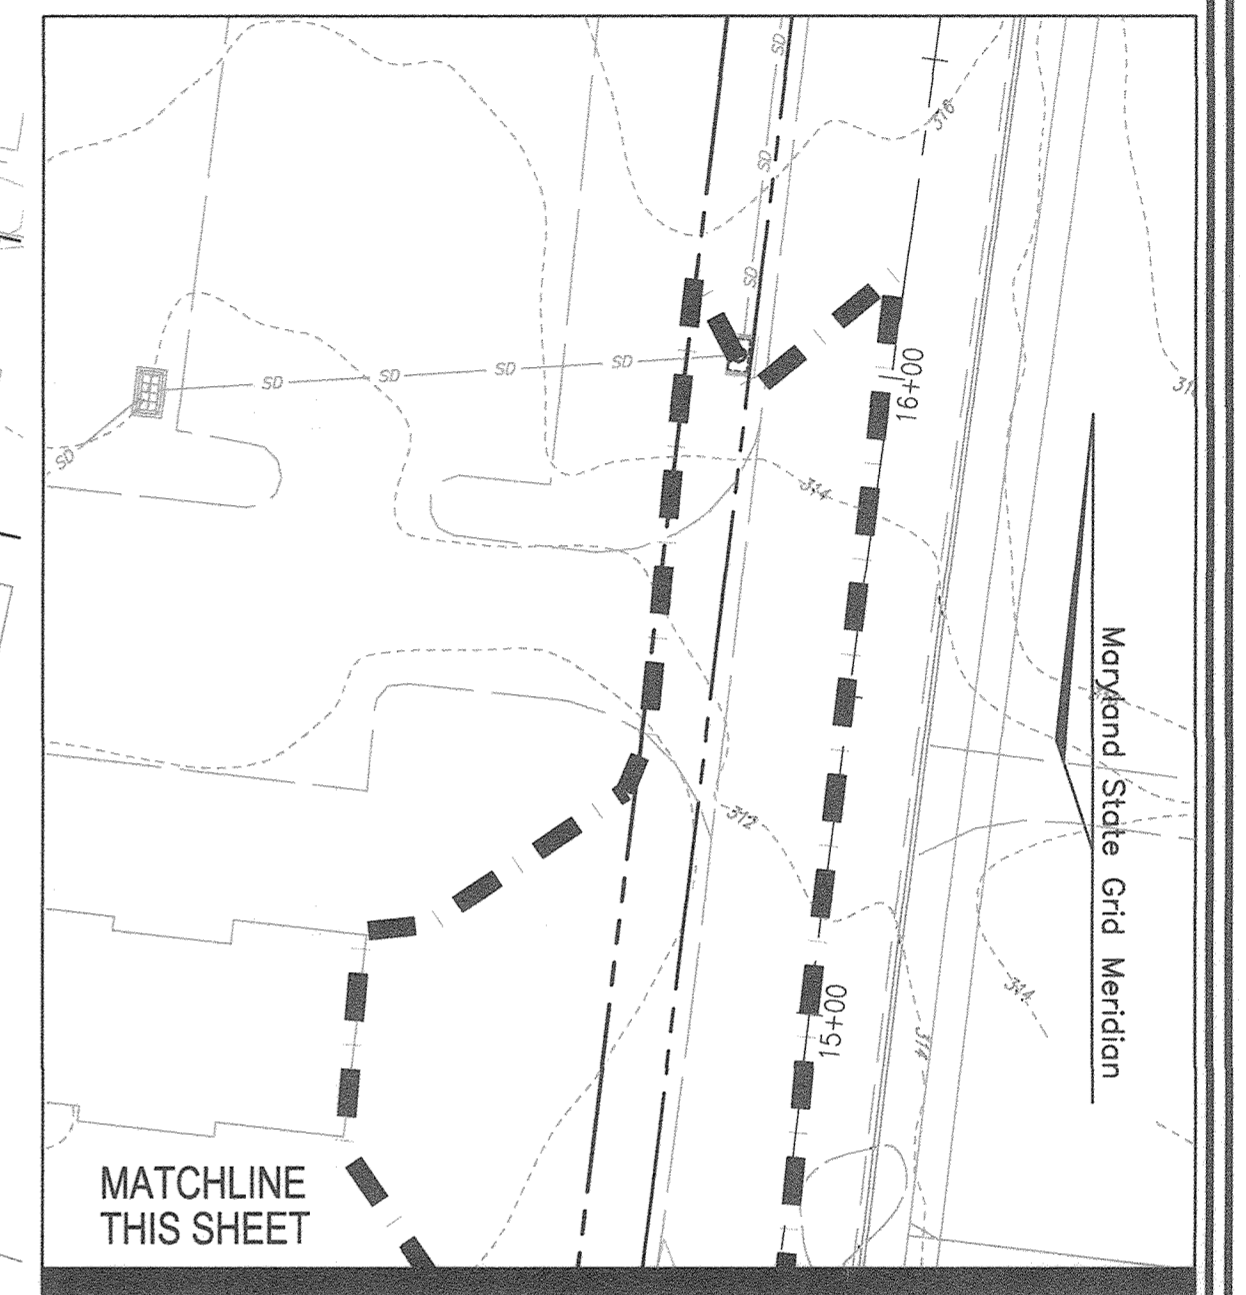 SD
SD
316
SD
16+00
SD
SD
SD
SD
SD
314
Maryland State Grid Meridian
312
314
15+00
314
MATCHLINE
THIS SHEET